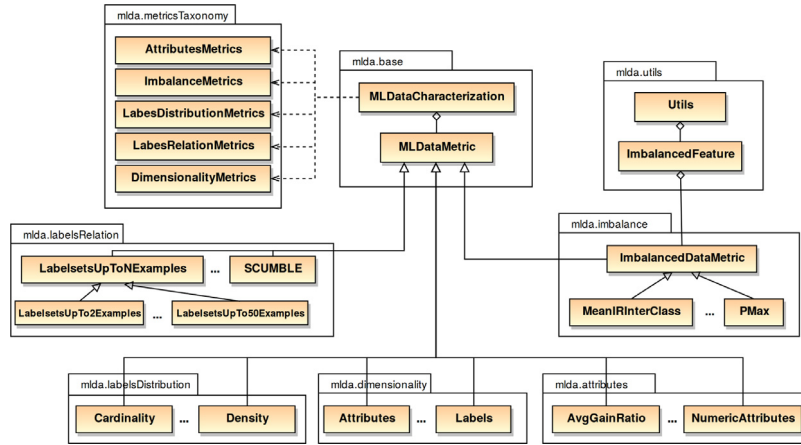 mlda.metricsTaxonomy
AttributesMetrics
ImbalanceMetrics
LabesDistributionMetrics
LabesRelationMetrics
DimensionalityMetrics
mlda.base
MLDataCharacterization
MLDataMetric
mlda.utils
Utils
ImbalancedFeature
mlda.labelsRelation
LabelsetsUpToNExamples ... SCUMBLE
LabelsetsUpTo2Examples ... LabelsetsUpTo50Examples
mlda.imbalance
ImbalancedDataMetric
MeanIRInterClass ... PMax
mlda.labelsDistribution
Cardinality ... Density
mlda.dimensionality
Attributes ... Labels
mlda.attributes
AvgGainRatio ... NumericAttributes